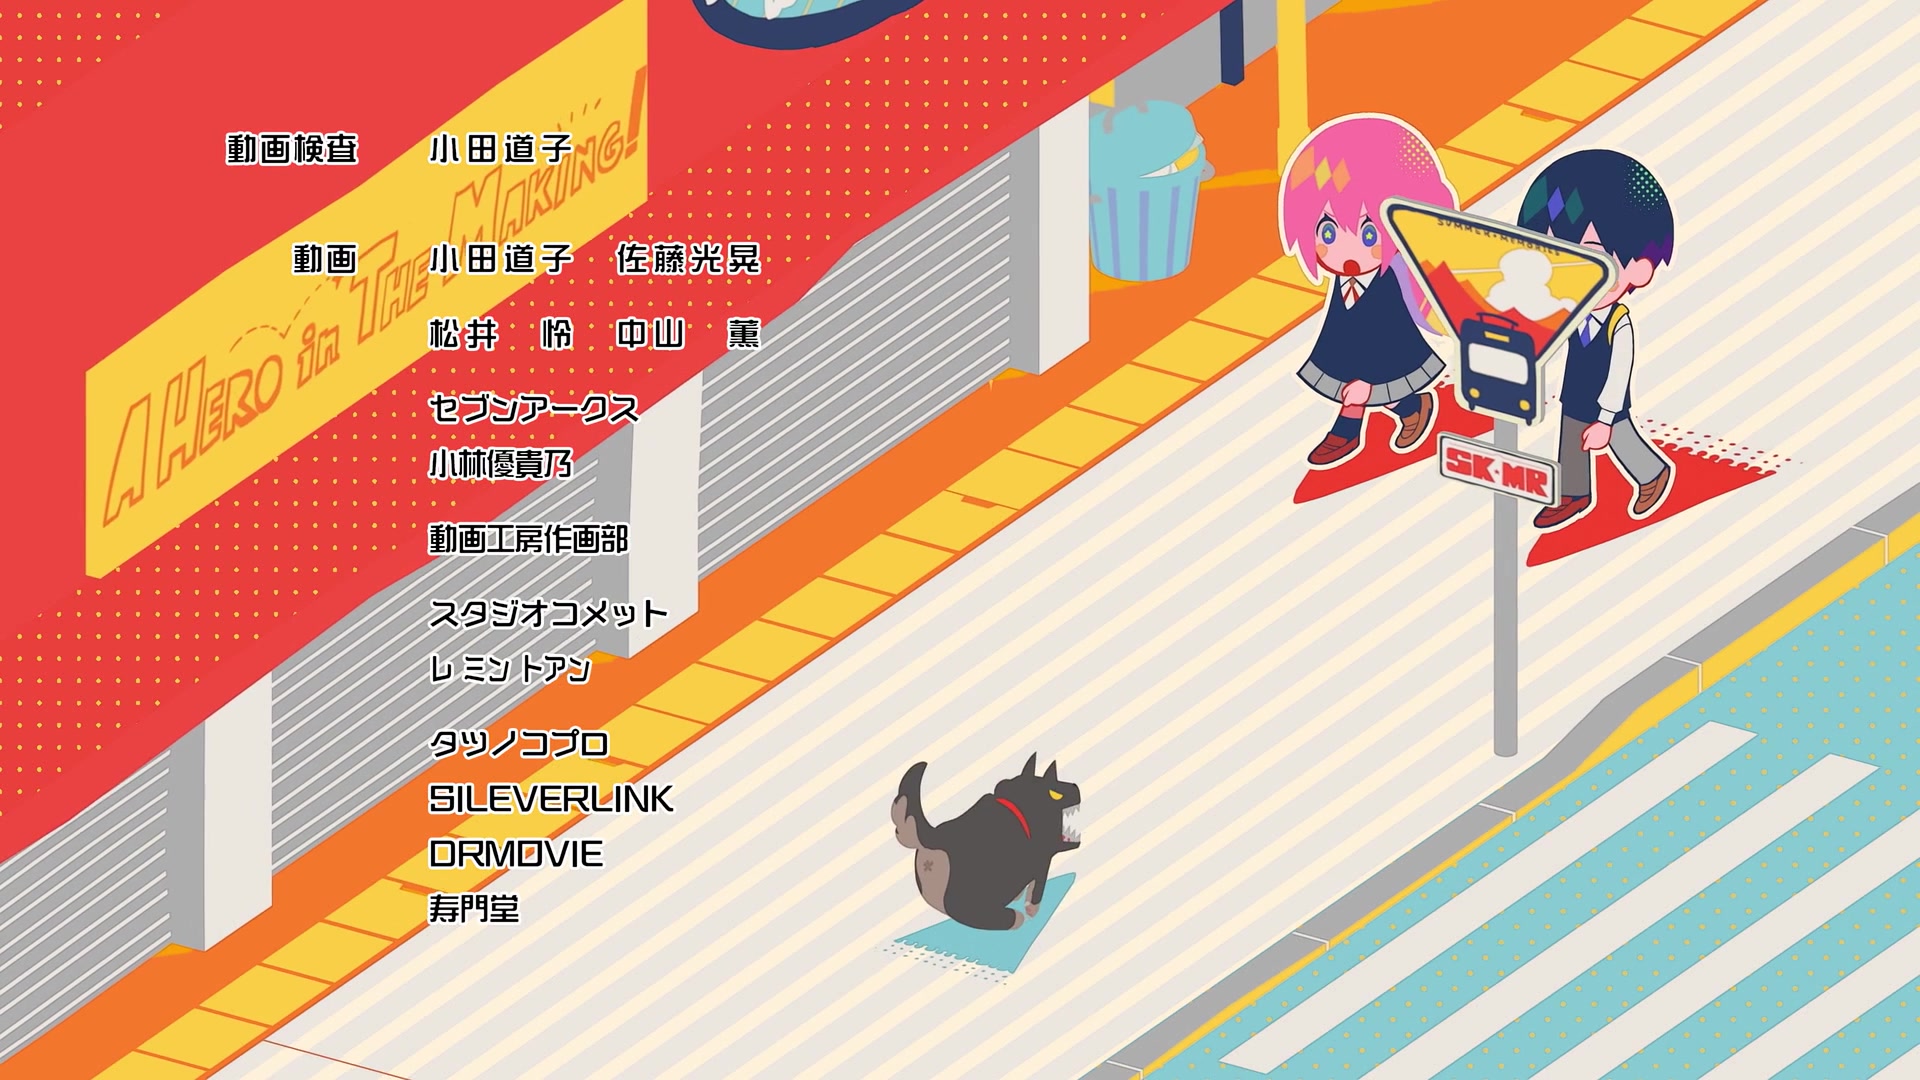 動画検査 小田道子
動画 小田道子 佐藤光晃
松井 怜 中山 薫
セブンアークス
小林優貴乃
動画工房作画部
スタジオコメット
レミントアン
タツノコプロ
SILEVERLINK
DRMOVIE
寿門堂
A HERO in THE MAKING!
SUMMER・MEMORIES
SK・MR